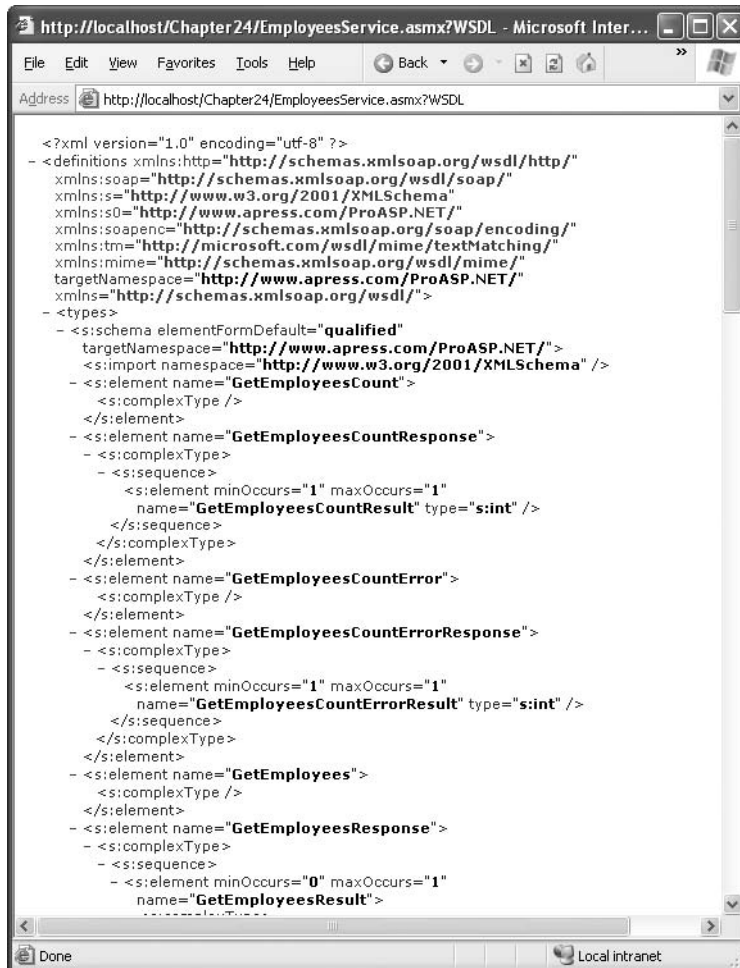 http://localhost/Chapter24/EmployeesService.asmx?WSDL - Microsoft Inter...
File Edit View Favorites Tools Help Back »
Address http://localhost/Chapter24/EmployeesService.asmx?WSDL
<?xml version="1.0" encoding="utf-8" ?>
- <definitions xmlns:http="http://schemas.xmlsoap.org/wsdl/http/"
xmlns:soap="http://schemas.xmlsoap.org/wsdl/soap/"
xmlns:s="http://www.w3.org/2001/XMLSchema"
xmlns:s0="http://www.apress.com/ProASP.NET/"
xmlns:soapenc="http://schemas.xmlsoap.org/soap/encoding/"
xmlns:tm="http://microsoft.com/wsdl/mime/textMatching/"
xmlns:mime="http://schemas.xmlsoap.org/wsdl/mime/"
targetNamespace="http://www.apress.com/ProASP.NET/"
xmlns="http://schemas.xmlsoap.org/wsdl/">
- <types>
- <s:schema elementFormDefault="qualified"
targetNamespace="http://www.apress.com/ProASP.NET/">
<s:import namespace="http://www.w3.org/2001/XMLSchema" />
- <s:element name="GetEmployeesCount">
<s:complexType />
</s:element>
- <s:element name="GetEmployeesCountResponse">
- <s:complexType>
- <s:sequence>
<s:element minOccurs="1" maxOccurs="1"
name="GetEmployeesCountResult" type="s:int" />
</s:sequence>
</s:complexType>
</s:element>
- <s:element name="GetEmployeesCountError">
<s:complexType />
</s:element>
- <s:element name="GetEmployeesCountErrorResponse">
- <s:complexType>
- <s:sequence>
<s:element minOccurs="1" maxOccurs="1"
name="GetEmployeesCountErrorResult" type="s:int" />
</s:sequence>
</s:complexType>
</s:element>
- <s:element name="GetEmployees">
<s:complexType />
</s:element>
- <s:element name="GetEmployeesResponse">
- <s:complexType>
- <s:sequence>
- <s:element minOccurs="0" maxOccurs="1"
name="GetEmployeesResult">
Done Local intranet